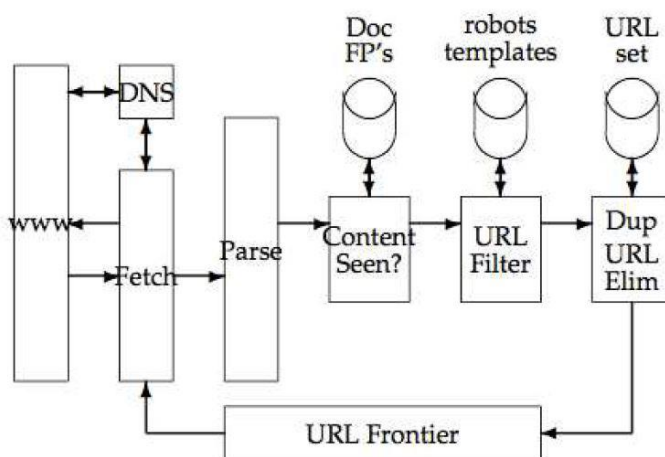 Doc
FP's
robots
templates
URL
set
DNS
www
Fetch
Parse
Content
Seen?
URL
Filter
Dup
URL
Elim
URL Frontier